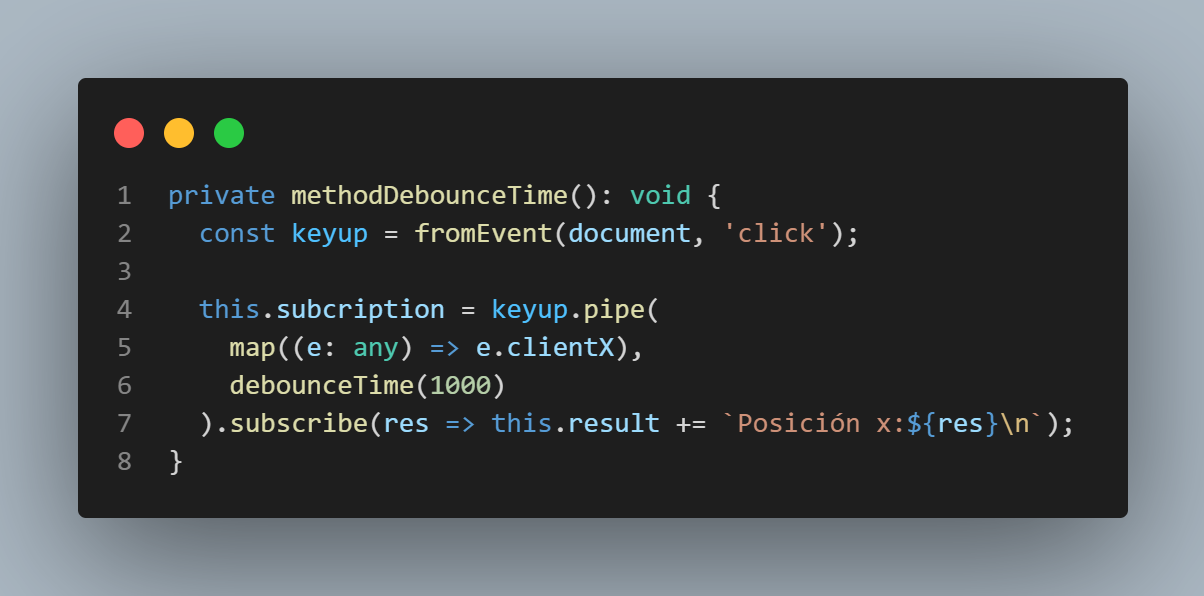 1 private methodDebounceTime(): void {
2   const keyup = fromEvent(document, 'click');
3
4   this.subcription = keyup.pipe(
5     map((e: any) => e.clientX),
6     debounceTime(1000)
7   ).subscribe(res => this.result += `Posición x:${res}\n`);
8 }